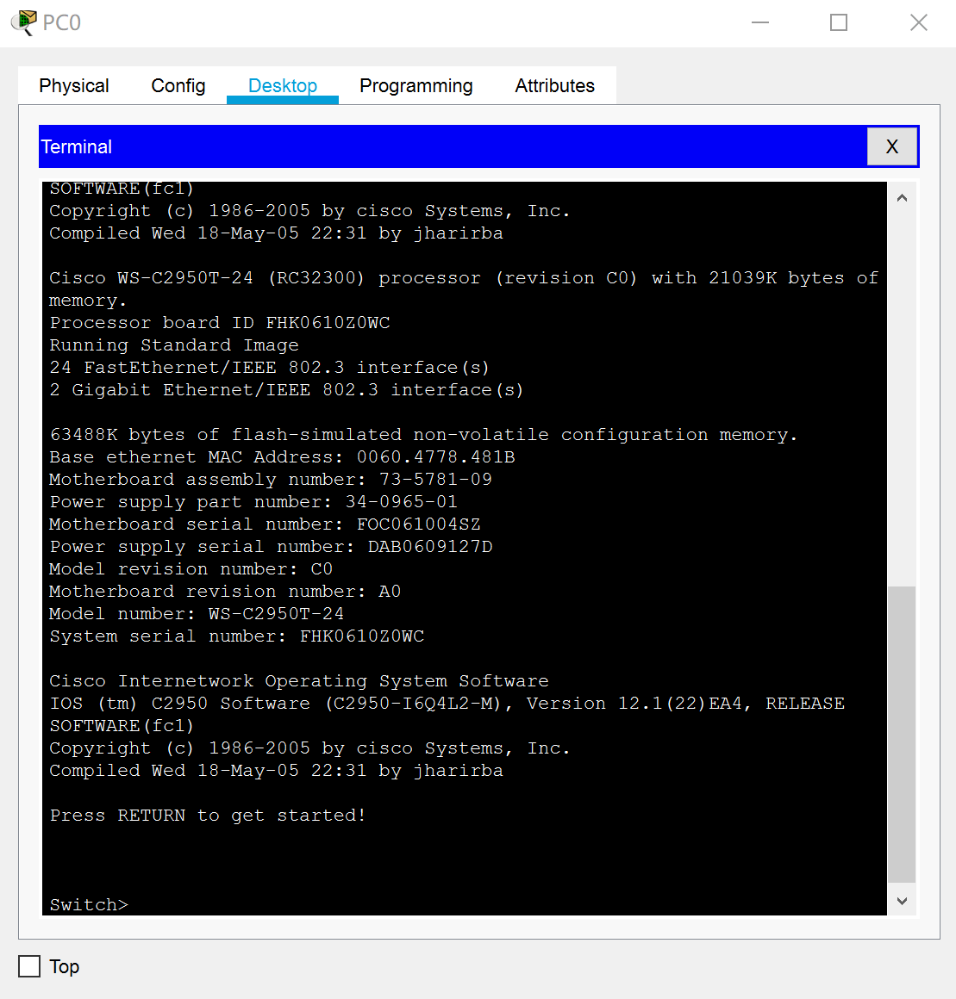 PC0
Physical Config Desktop Programming Attributes
Terminal X
SOFTWARE(fc1)
Copyright (c) 1986-2005 by cisco Systems, Inc.
Compiled Wed 18-May-05 22:31 by jharirba
Cisco WS-C2950T-24 (RC32300) processor (revision C0) with 21039K bytes of
memory.
Processor board ID FHK0610Z0WC
Running Standard Image
24 FastEthernet/IEEE 802.3 interface(s)
2 Gigabit Ethernet/IEEE 802.3 interface(s)
63488K bytes of flash-simulated non-volatile configuration memory.
Base ethernet MAC Address: 0060.4778.481B
Motherboard assembly number: 73-5781-09
Power supply part number: 34-0965-01
Motherboard serial number: FOC061004SZ
Power supply serial number: DAB0609127D
Model revision number: C0
Motherboard revision number: A0
Model number: WS-C2950T-24
System serial number: FHK0610Z0WC
Cisco Internetwork Operating System Software
IOS (tm) C2950 Software (C2950-I6Q4L2-M), Version 12.1(22)EA4, RELEASE
SOFTWARE(fc1)
Copyright (c) 1986-2005 by cisco Systems, Inc.
Compiled Wed 18-May-05 22:31 by jharirba
Press RETURN to get started!
Switch>
Top